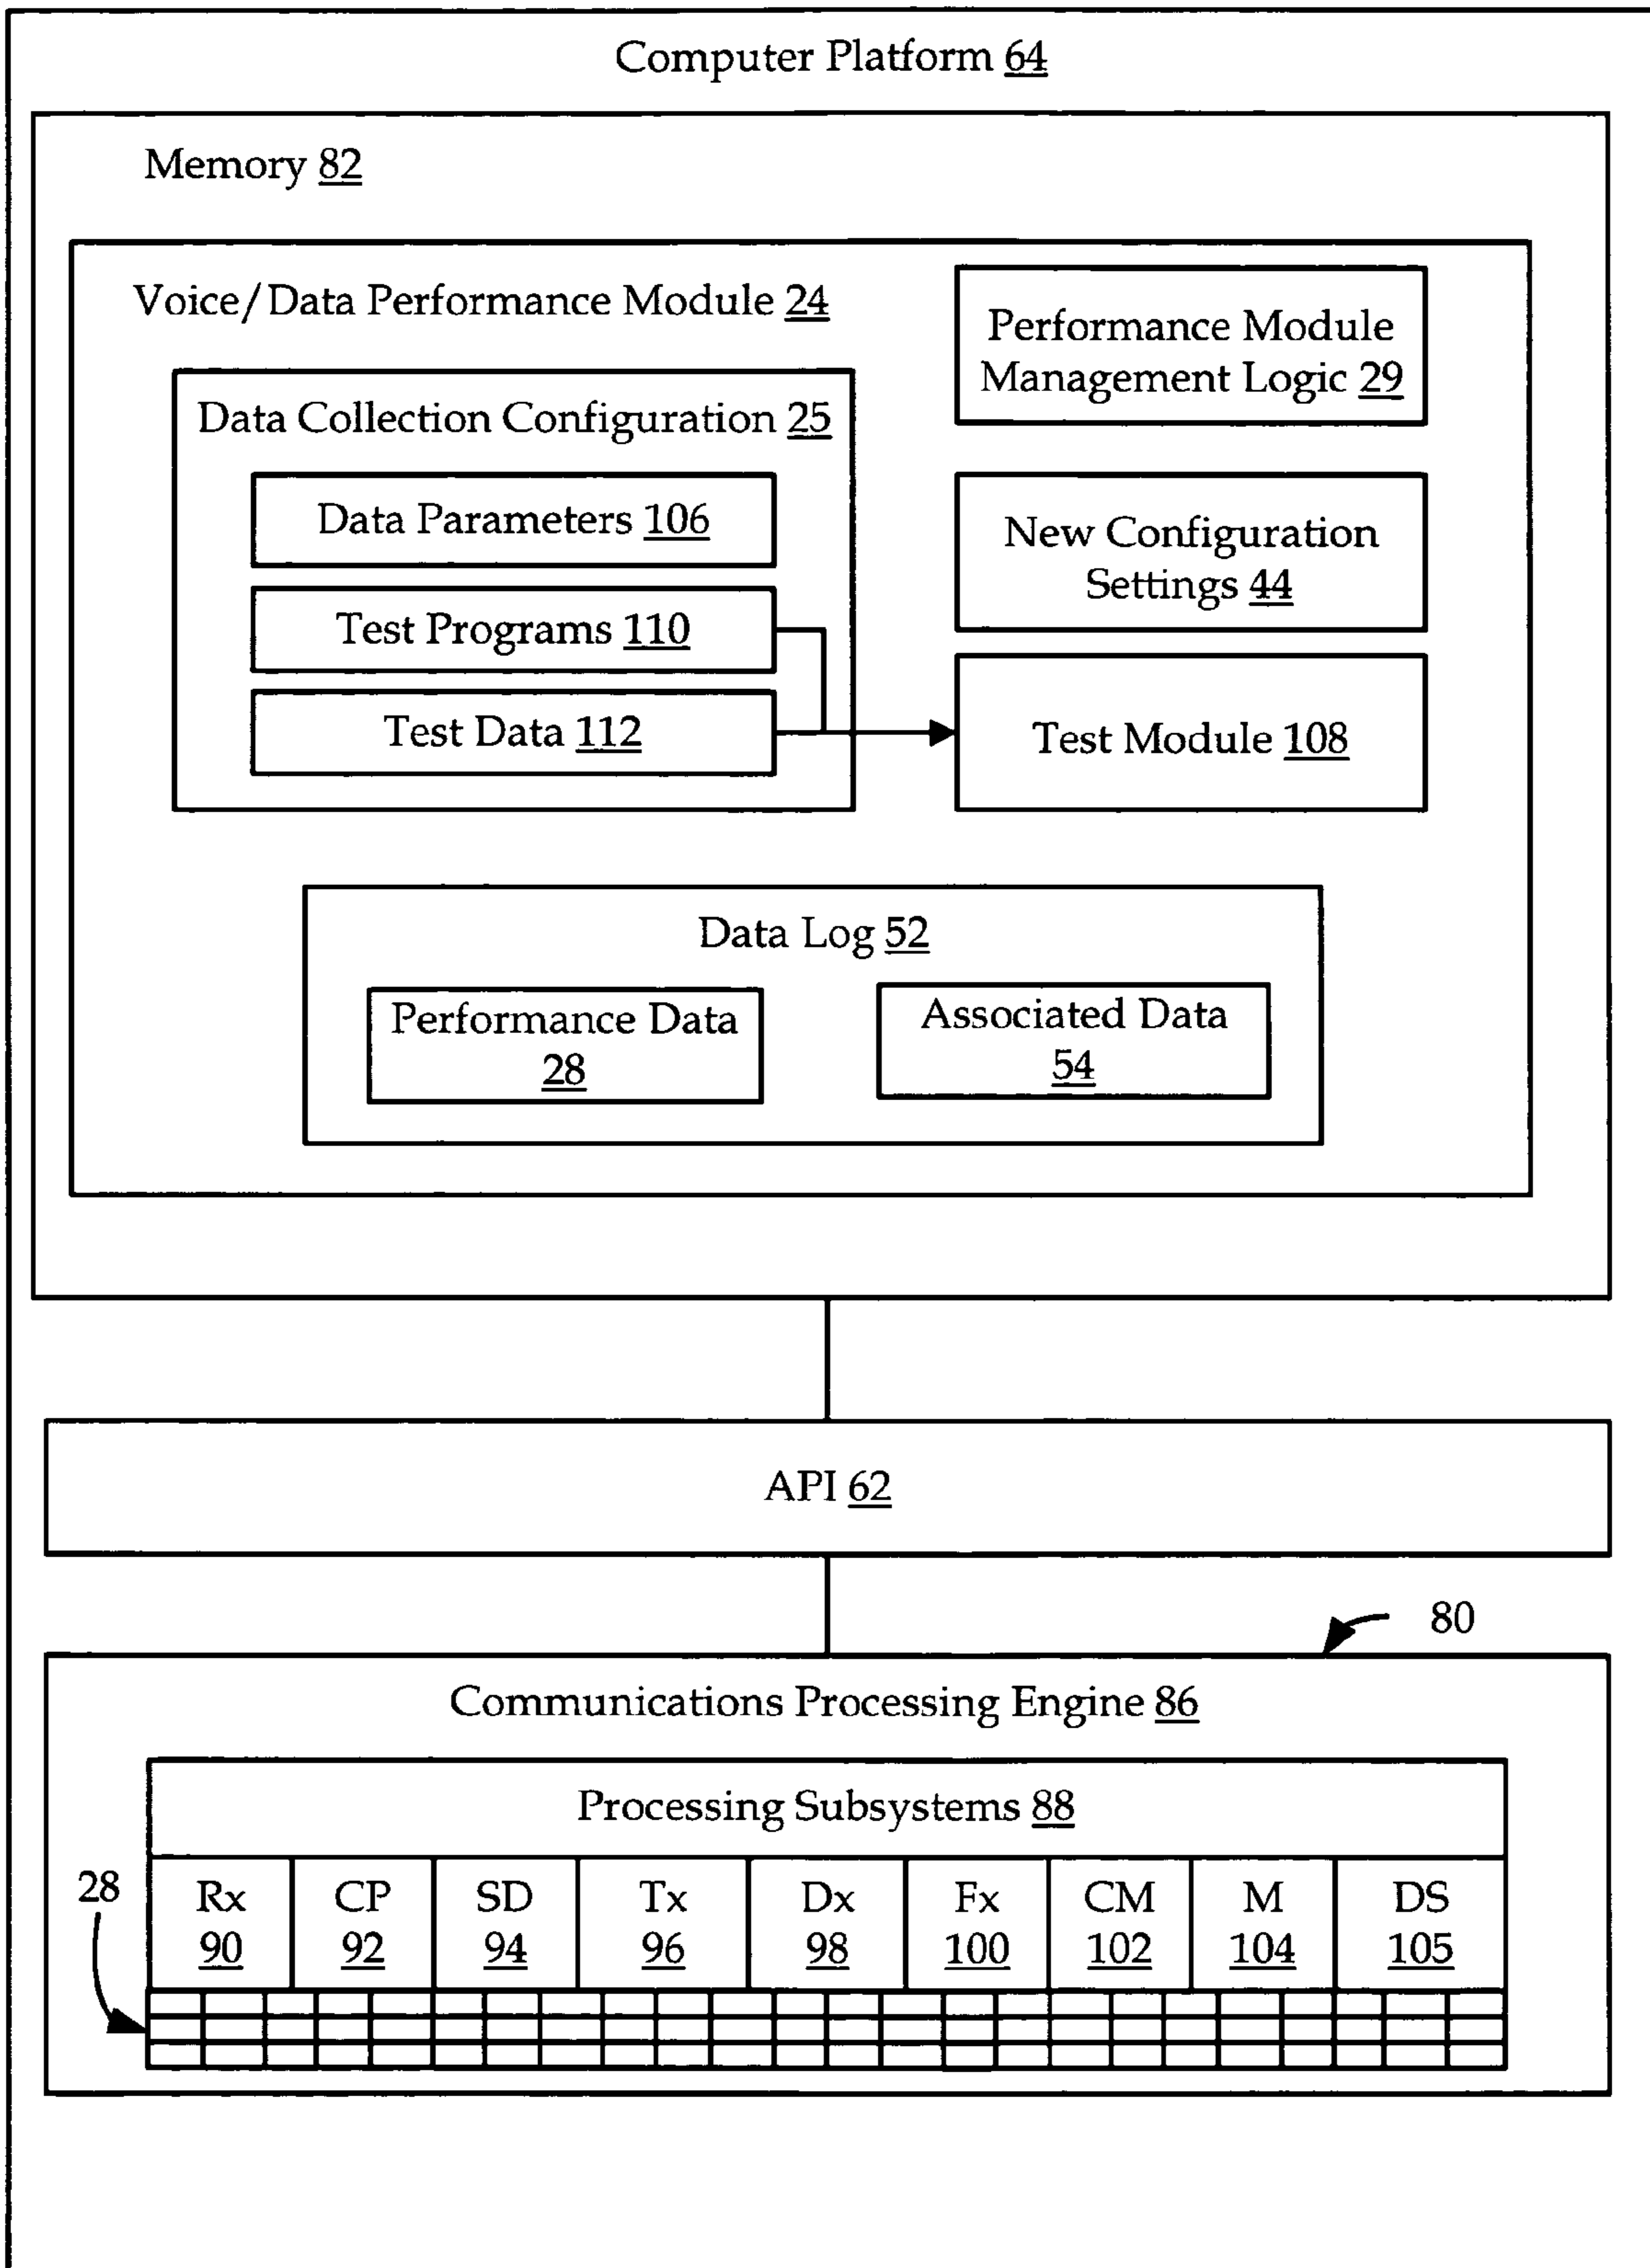 Computer Platform 64
Memory 82
Voice/Data Performance Module 24
Performance Module
Management Logic 29
Data Collection Configuration 25
Data Parameters 106
New Configuration
Settings 44
Test Programs 110
Test Data 112
Test Module 108
Data Log 52
Performance Data
28
Associated Data
54
API 62
80
Communications Processing Engine 86
Processing Subsystems 88
28
Rx
90
CP
92
SD
94
Tx
96
Dx
98
Fx
100
CM
102
M
104
DS
105